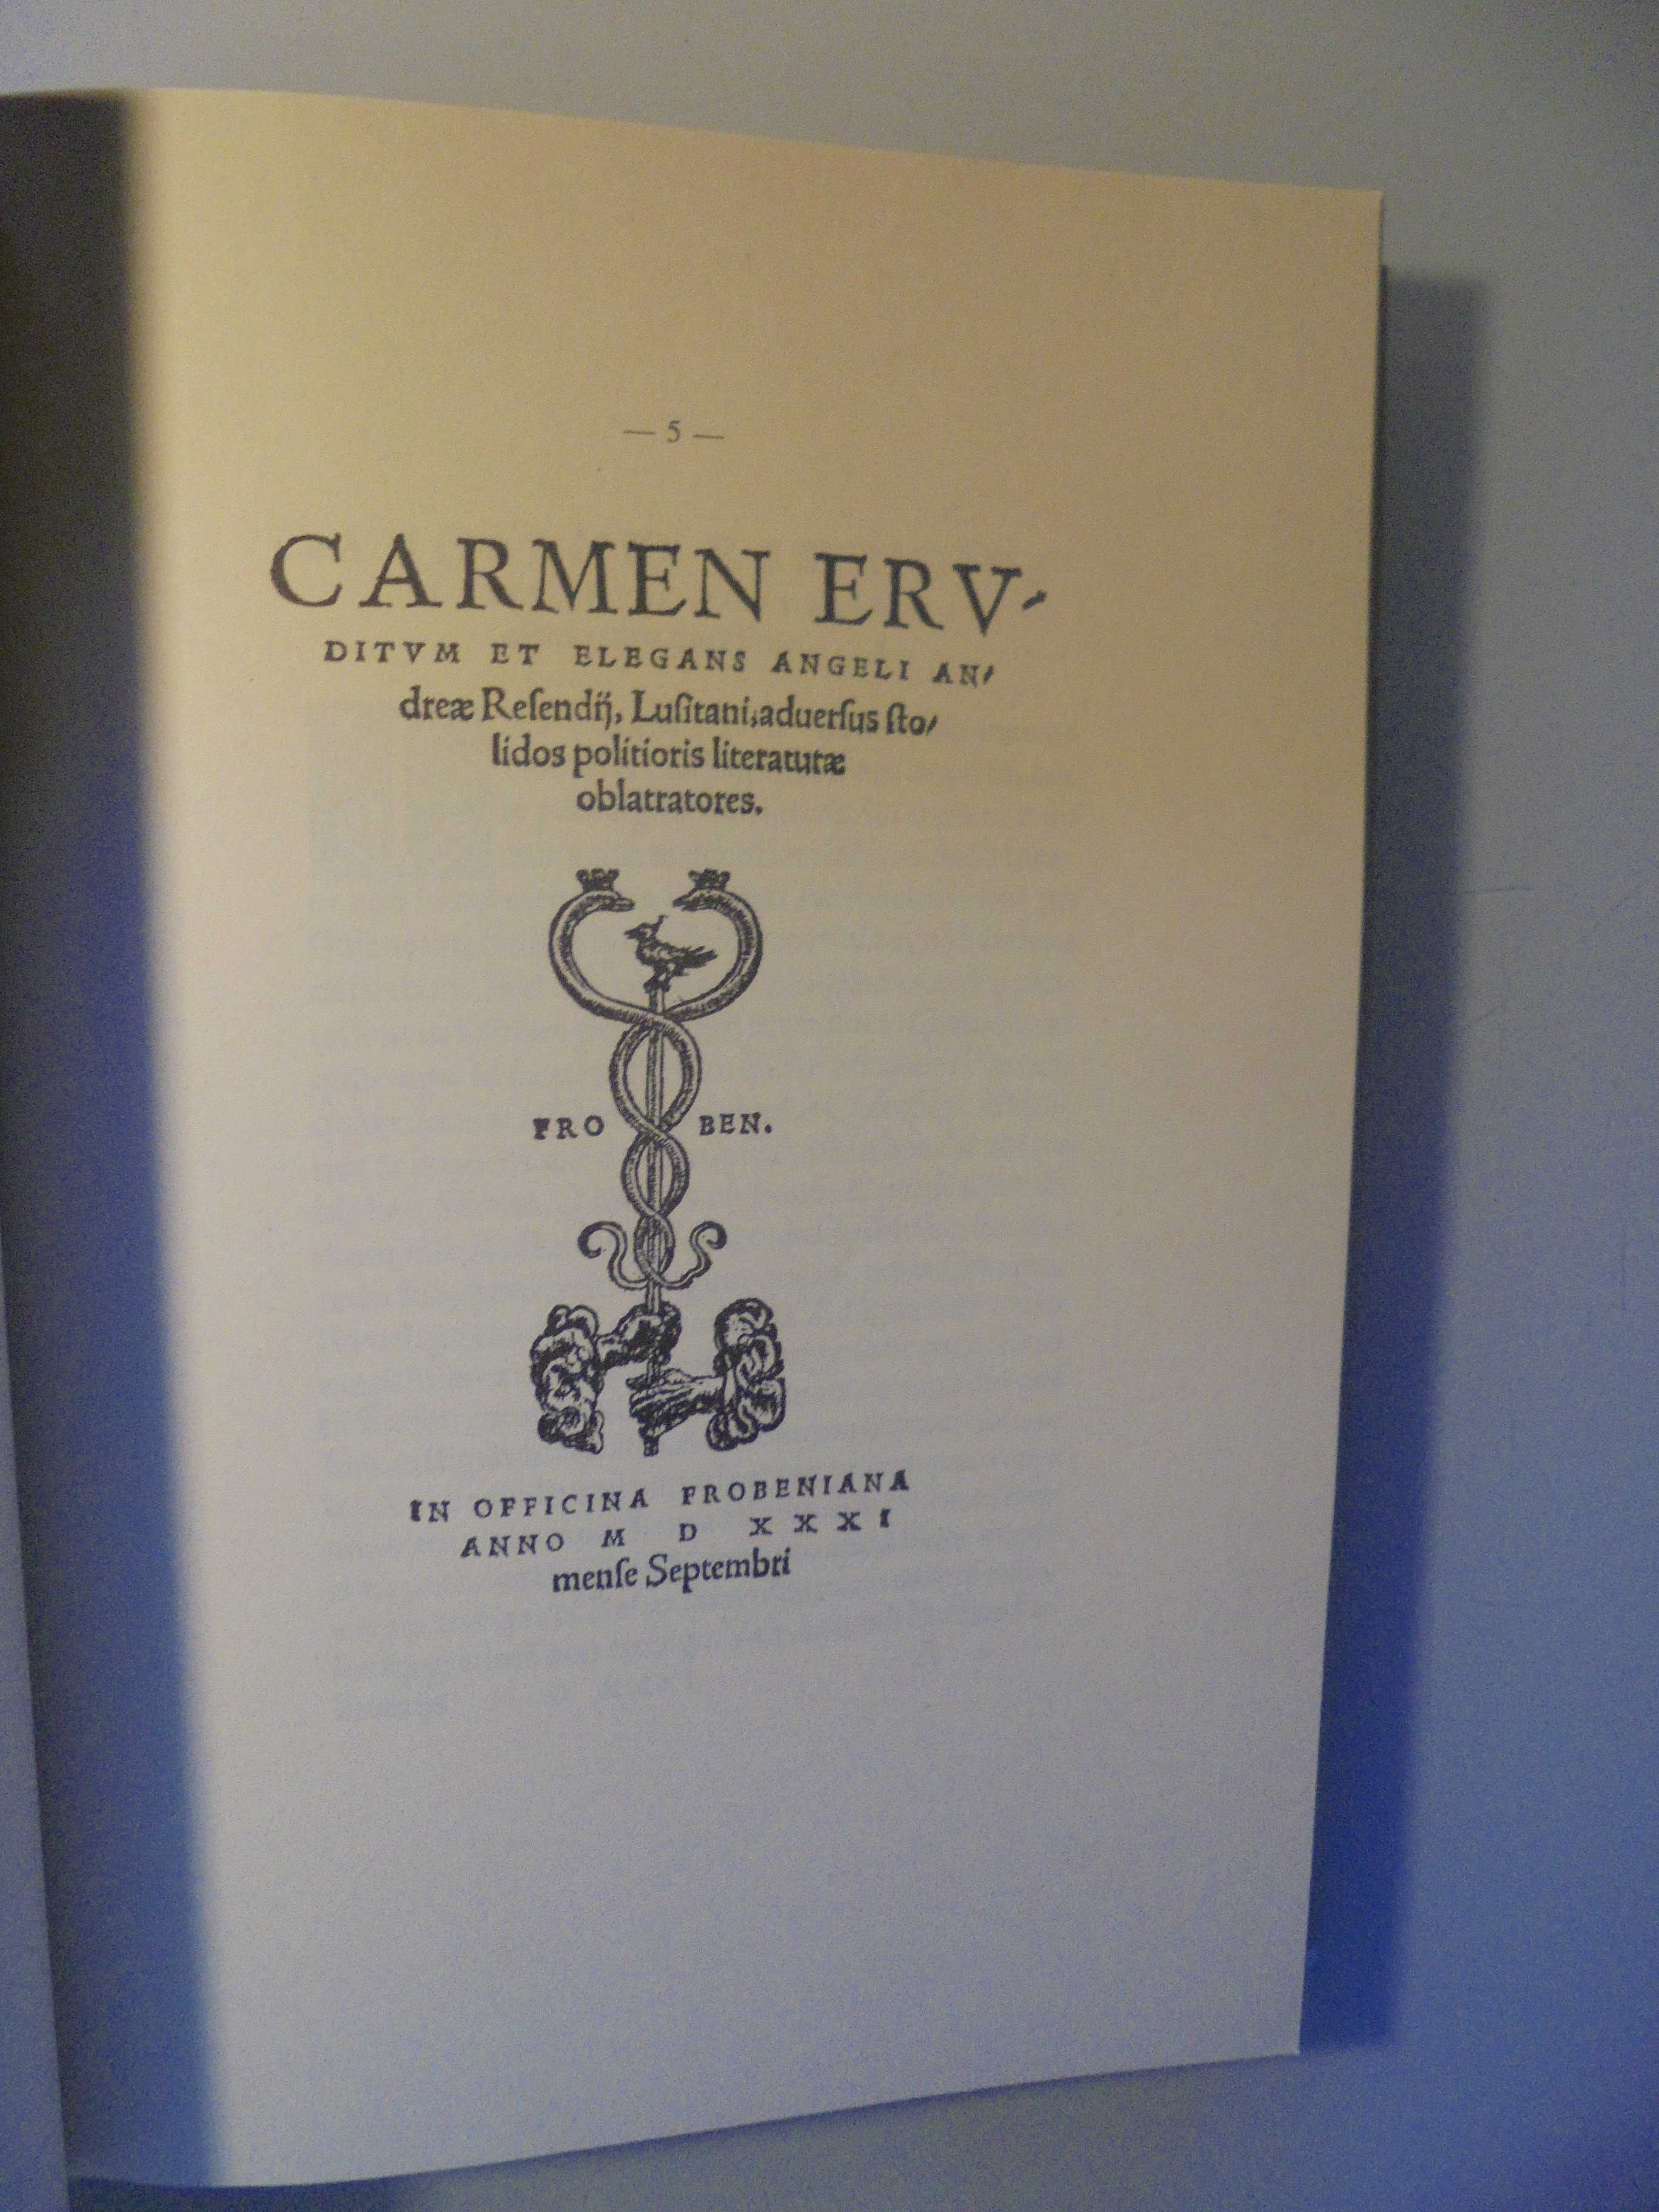 — 5 —
CARMEN ERV-
DITVM ET ELEGANS ANGELI AN-
dreæ Reſendĳ, Luſitani, aduerſus ſto-
lidos politioris literaturæ
oblatratores.
FRO BEN.
IN OFFICINA FROBENIANA
ANNO M D XXXI
menſe Septembri